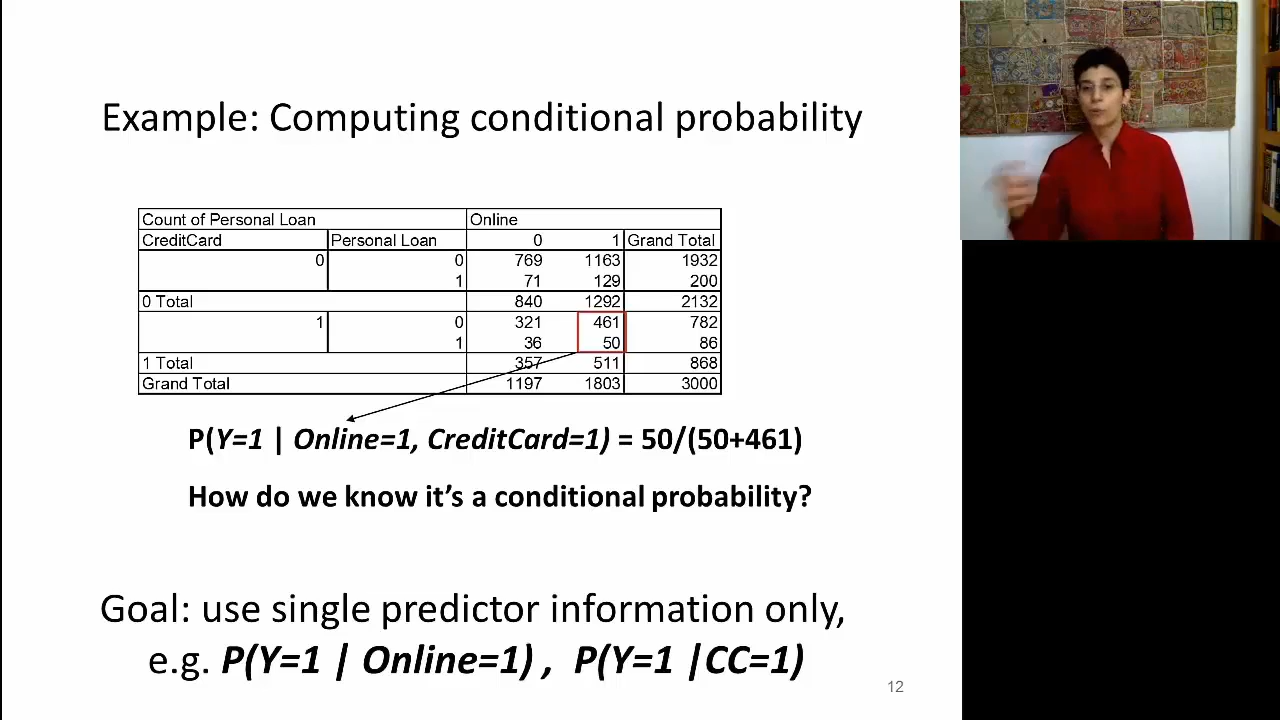 Example: Computing conditional probability
Count of Personal Loan Online
CreditCard Personal Loan 0 1 Grand Total
0 0 769 1163 1932
1 71 129 200
0 Total 840 1292 2132
1 0 321 461 782
1 36 50 86
1 Total 357 511 868
Grand Total 1197 1803 3000
P(Y=1 | Online=1, CreditCard=1) = 50/(50+461)
How do we know it’s a conditional probability?
Goal: use single predictor information only,
e.g. P(Y=1 | Online=1) , P(Y=1 |CC=1)
12